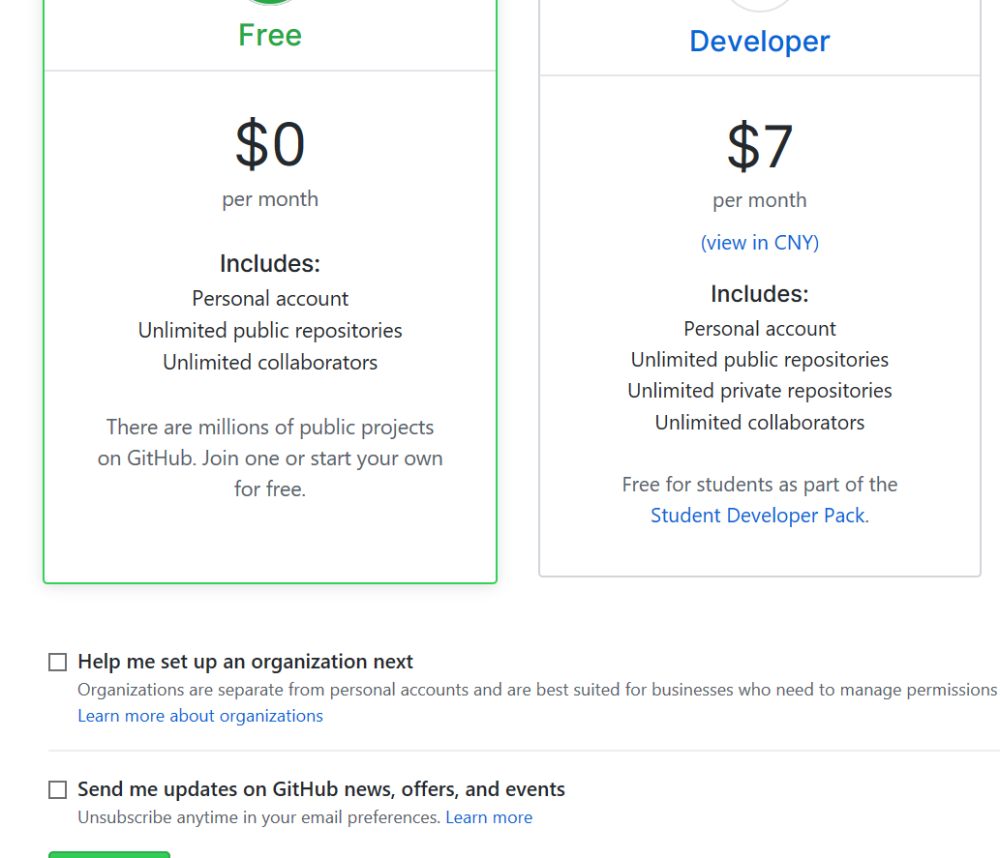 Free
$0
per month
Includes:
Personal account
Unlimited public repositories
Unlimited collaborators
There are millions of public projects
on GitHub. Join one or start your own
for free.
Developer
$7
per month
(view in CNY)
Includes:
Personal account
Unlimited public repositories
Unlimited private repositories
Unlimited collaborators
Free for students as part of the
Student Developer Pack.
Help me set up an organization next
Organizations are separate from personal accounts and are best suited for businesses who need to manage permissions
Learn more about organizations
Send me updates on GitHub news, offers, and events
Unsubscribe anytime in your email preferences. Learn more